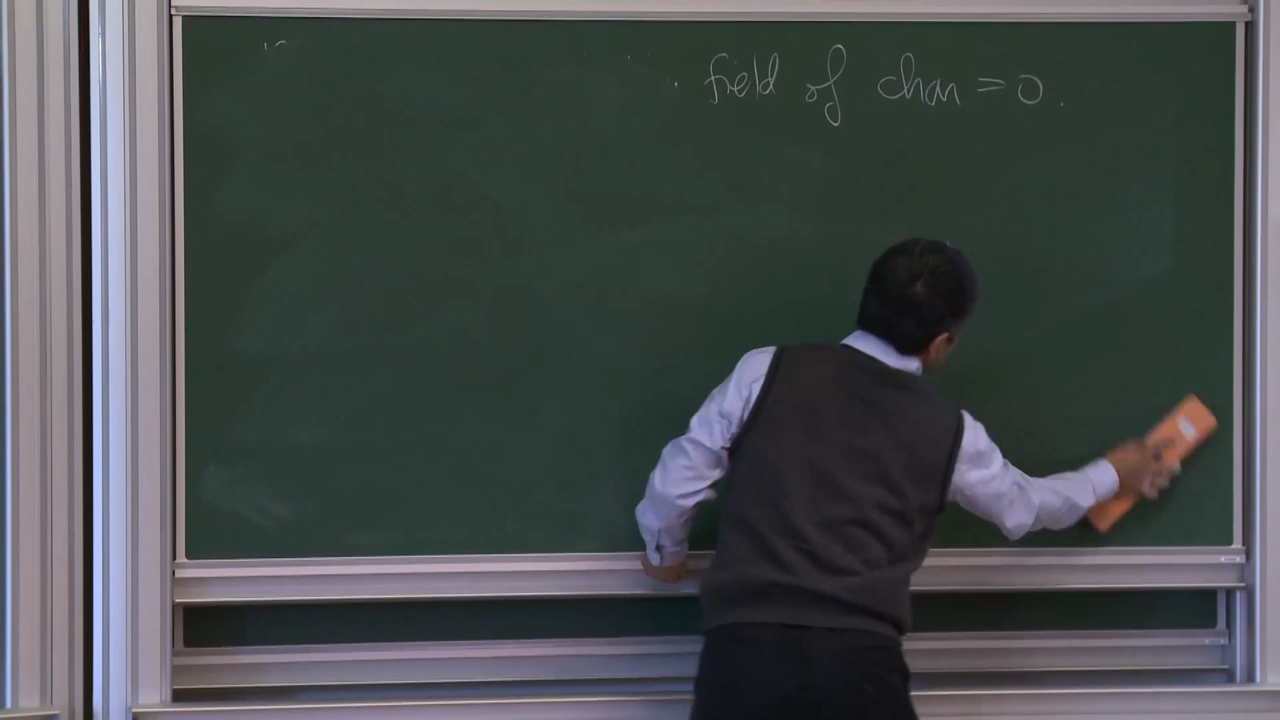 field of char = 0.